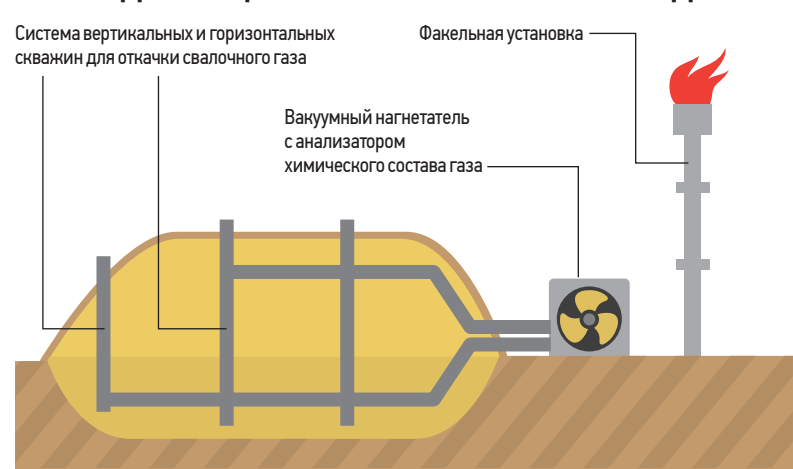 Система вертикальных и горизонтальных
скважин для откачки свалочного газа
Факельная установка
Вакуумный нагнетатель
с анализатором
химического состава газа